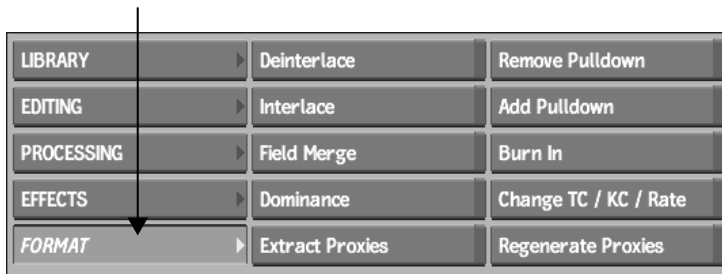 LIBRARY Deinterlace Remove Pulldown
EDITING Interlace Add Pulldown
PROCESSING Field Merge Burn In
EFFECTS Dominance Change TC / KC / Rate
FORMAT Extract Proxies Regenerate Proxies